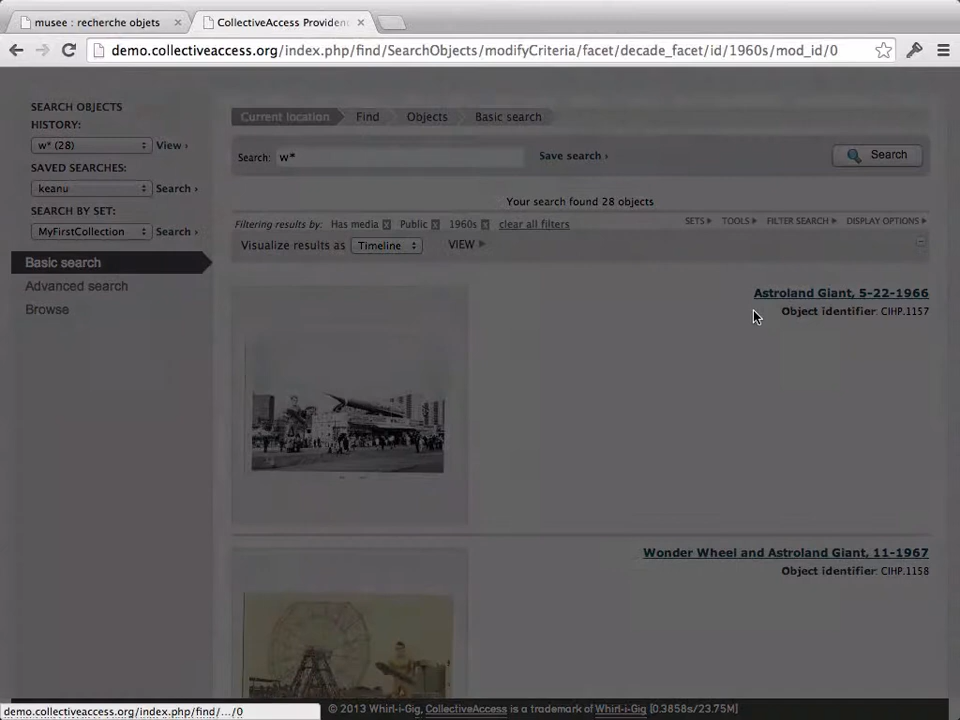 musee : recherche objets
CollectiveAccess Providenc
demo.collectiveaccess.org/index.php/find/SearchObjects/modifyCriteria/facet/decade_facet/id/1960s/mod_id/0
SEARCH OBJECTS
HISTORY:
w* (28) View ›
SAVED SEARCHES:
keanu Search ›
SEARCH BY SET:
MyFirstCollection Search ›
Basic search
Advanced search
Browse
Current location Find Objects Basic search
Search: w* Save search › Search
Your search found 28 objects
Filtering results by: Has media Public 1960s clear all filters SETS TOOLS FILTER SEARCH DISPLAY OPTIONS
Visualize results as Timeline VIEW
Astroland Giant, 5-22-1966
Object identifier: CIHP.1157
Wonder Wheel and Astroland Giant, 11-1967
Object identifier: CIHP.1158
demo.collectiveaccess.org/index.php/find/.../0
© 2013 Whirl-i-Gig, CollectiveAccess is a trademark of Whirl-i-Gig [0.3858s/23.75M]